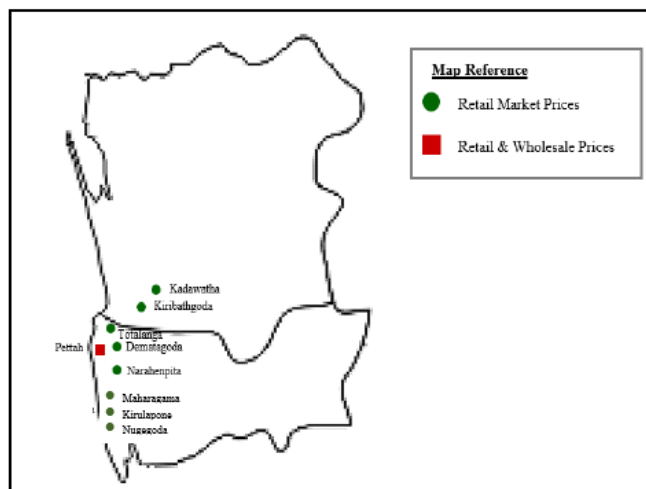 Map Reference
Retail Market Prices
Retail & Wholesale Prices
Kadawatha
Kiribathgoda
Totalanga
Pettah
Dematagoda
Narahenpita
Maharagama
Kirulapone
Nugegoda